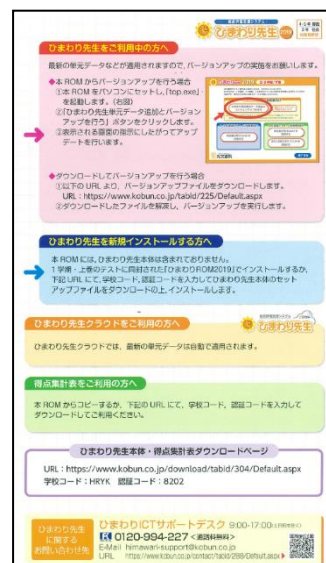 ひまわり先生
ひまわり先生をご利用中の方へ
最新の単元データなどが適用されますので、バージョンアップの実施をお願いします。
◆本ROMからバージョンアップを行う場合
①本ROMをパソコンにセットし、「top.exe」
を起動します。(右図)
②「ひまわり先生単元データ追加とバージョン
アップを行う」ボタンをクリックします。
③表示される画面の指示にしたがってアップ
デートを行います。
◆ダウンロードしてバージョンアップを行う場合
①以下のURLより、バージョンアップファイルをダウンロードします。
URL:https://www.kobun.co.jp/tabid/225/Default.aspx
②ダウンロードしたファイルを解凍し、バージョンアップを実行します。
ひまわり先生を新規インストールする方へ
本ROMには、ひまわり先生本体は含まれておりません。
1学期・上巻のテストに同封された『ひまわりROM2019』でインストールするか、
下記URLにて、学校コード、認証コードを入力してひまわり先生本体のセット
アップファイルをダウンロードの上、インストールします。
ひまわり先生クラウドをご利用の方へ
ひまわり先生
ひまわり先生クラウドでは、最新の単元データは自動で適用されます。
得点集計表をご利用の方へ
本ROMからコピーするか、下記のURLにて、学校コード、認証コードを入力して
ダウンロードしてご利用ください。
ひまわり先生本体・得点集計表ダウンロードページ
URL:https://www.kobun.co.jp/download/tabid/304/Default.aspx
学校コード:HRYK 認証コード:8202
ひまわり先生
に関する
お問い合わせ先
ひまわりICTサポートデスク 9:00-17:00
0120-994-227<通話料無料>
E-Mail himawari-support@kobun.co.jp
URL https://www.kobun.co.jp/contact/tabid/288/Default.aspx